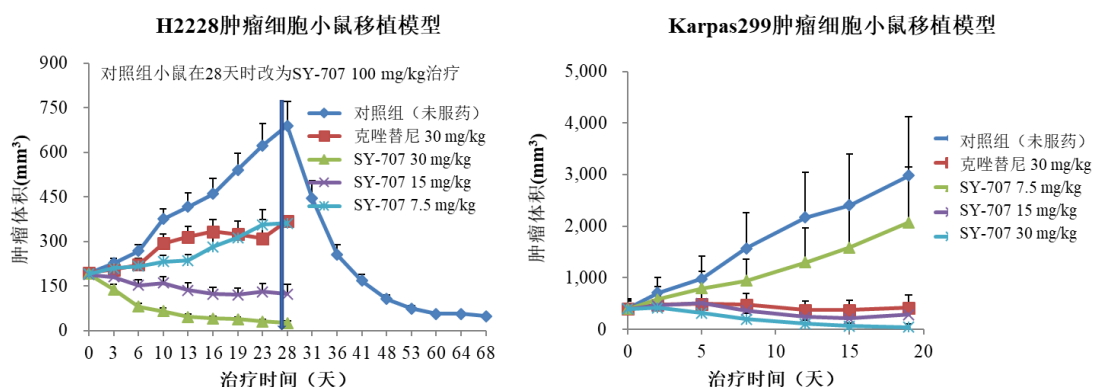 H2228肿瘤细胞小鼠移植模型
900
750
600
450
300
150
0
肿瘤体积(mm³)
对照组小鼠在28天时改为SY-707 100 mg/kg治疗
对照组（未服药）
克唑替尼 30 mg/kg
SY-707 30 mg/kg
SY-707 15 mg/kg
SY-707 7.5 mg/kg
0 3 6 10 13 16 19 23 28 31 36 41 48 53 60 64 68
治疗时间（天）
Karpas299肿瘤细胞小鼠移植模型
5,000
4,000
3,000
2,000
1,000
0
肿瘤体积(mm³)
对照组（未服药）
克唑替尼 30 mg/kg
SY-707 7.5 mg/kg
SY-707 15 mg/kg
SY-707 30 mg/kg
0 5 10 15 20
治疗时间（天）